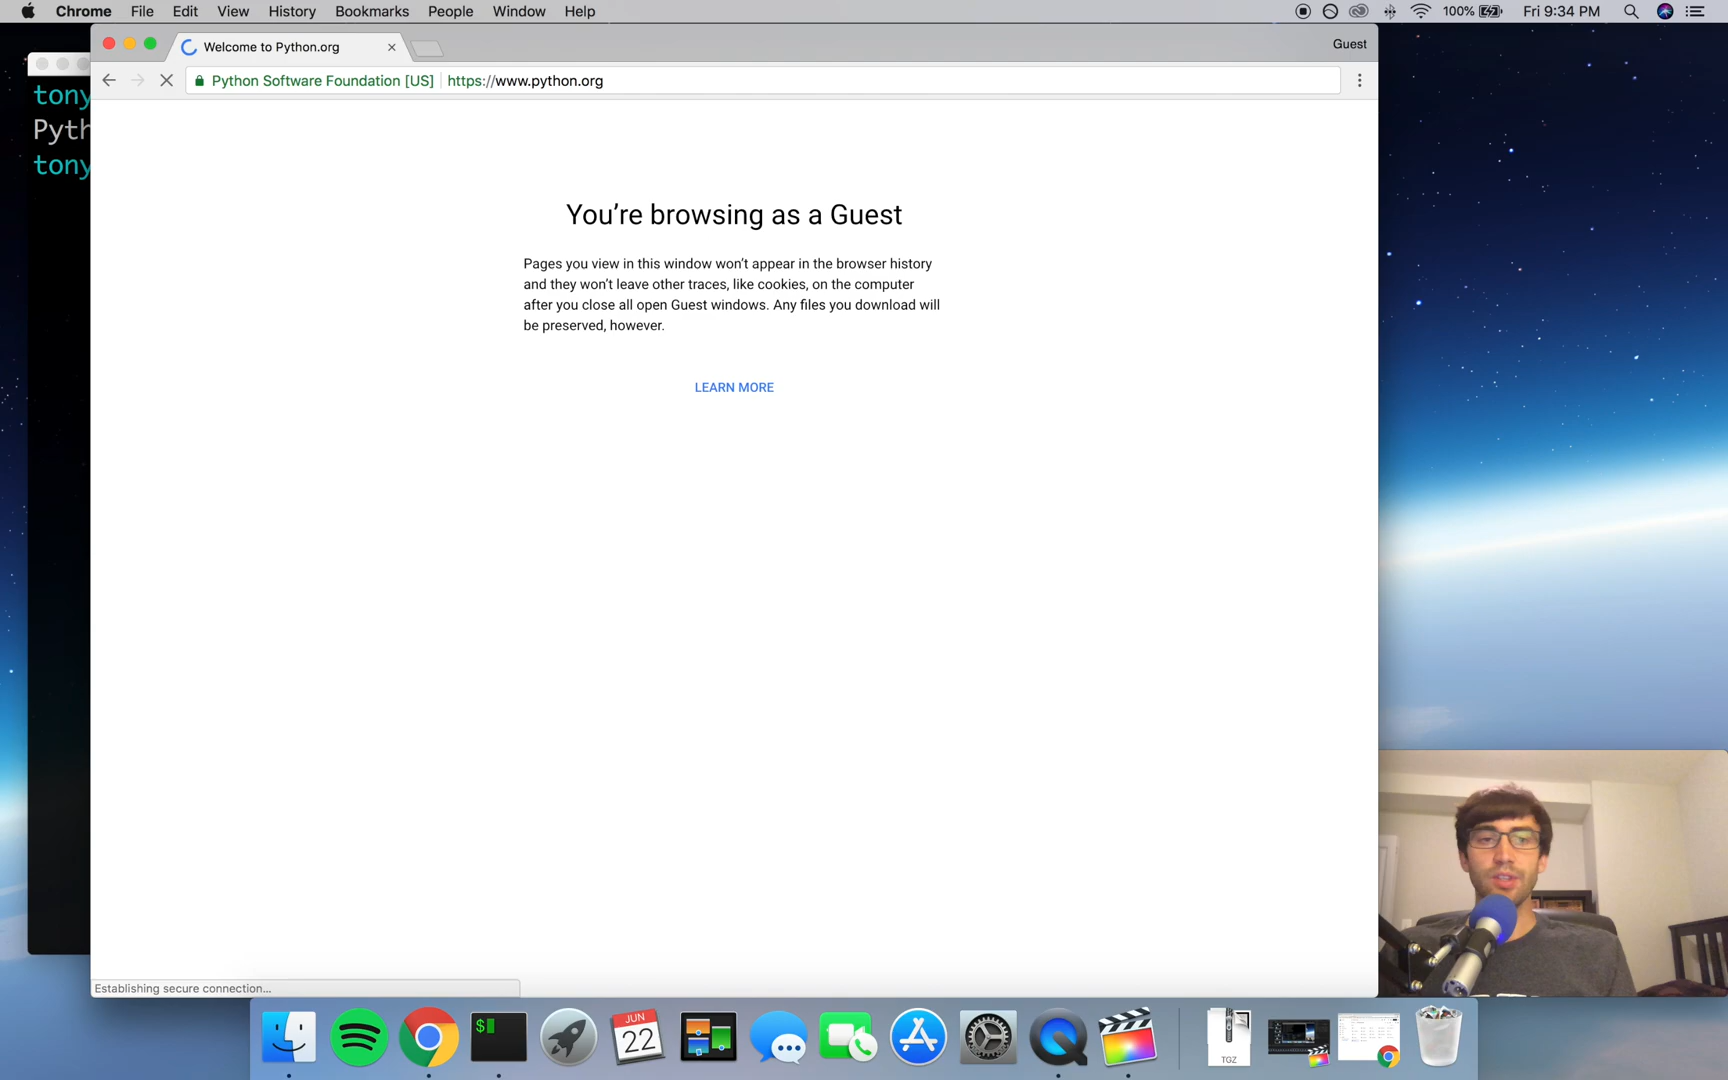 Chrome File Edit View History Bookmarks People Window Help 100% Fri 9:34 PM
Welcome to Python.org Guest
Python Software Foundation [US] https://www.python.org
tony
Pyth
tony
You're browsing as a Guest
Pages you view in this window won't appear in the browser history
and they won't leave other traces, like cookies, on the computer
after you close all open Guest windows. Any files you download will
be preserved, however.
LEARN MORE
Establishing secure connection...
$
JUN
22
TGZ